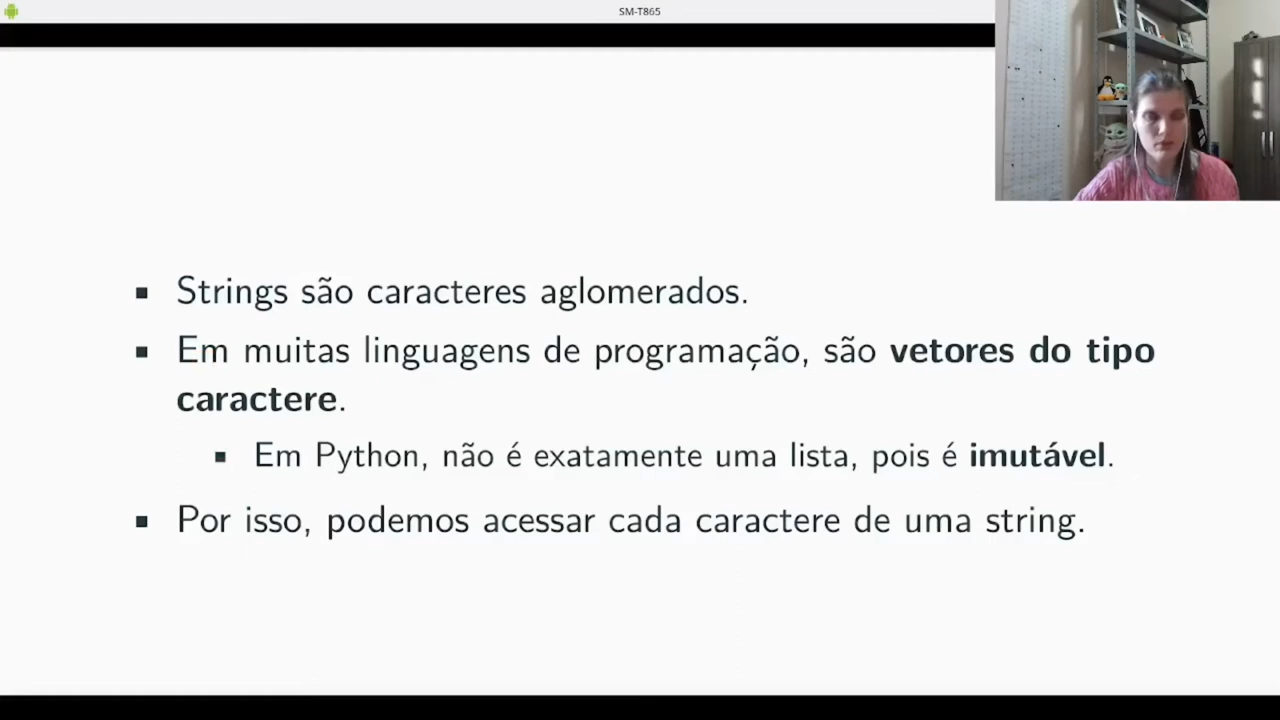 SM-T865
Strings são caracteres aglomerados.
Em muitas linguagens de programação, são vetores do tipo
caractere.
Em Python, não é exatamente uma lista, pois é imutável.
Por isso, podemos acessar cada caractere de uma string.